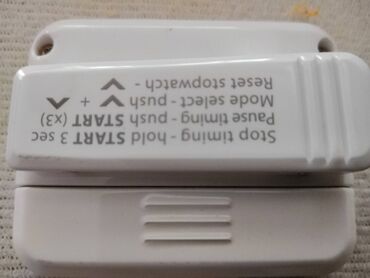 Stop timing - hold START 3 sec
Pause timing - push START (x3)
Mode select - push ∧ + ∨
Reset stopwatch - ∧